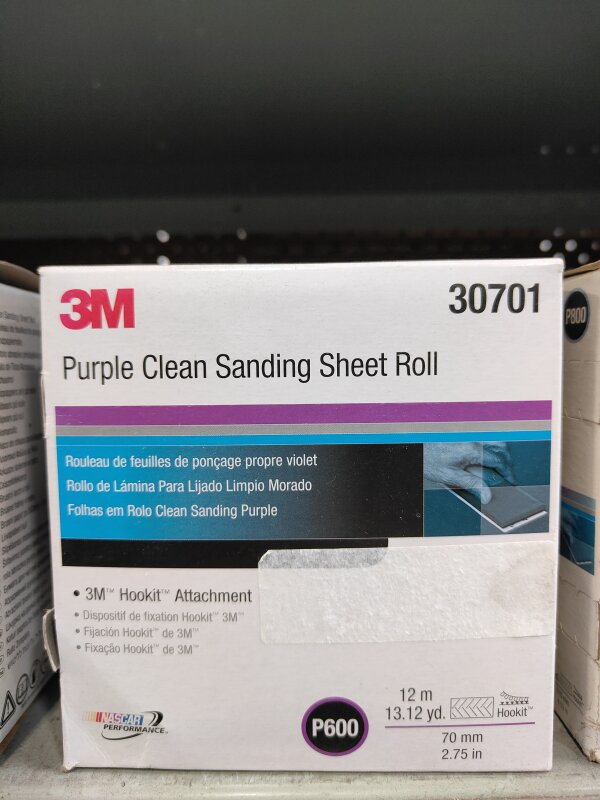 3M
30701
Purple Clean Sanding Sheet Roll
P800
Rouleau de feuilles de ponçage propre violet
Rollo de Lámina Para Lijado Limpio Morado
Folhas em Rolo Clean Sanding Purple
• 3M™ Hookit™ Attachment
• Dispositif de fixation Hookit™ 3M™
• Fijación Hookit™ de 3M™
• Fixação Hookit™ de 3M™
NASCAR
PERFORMANCE
P600
12 m
13.12 yd.
Hookit™
70 mm
2.75 in